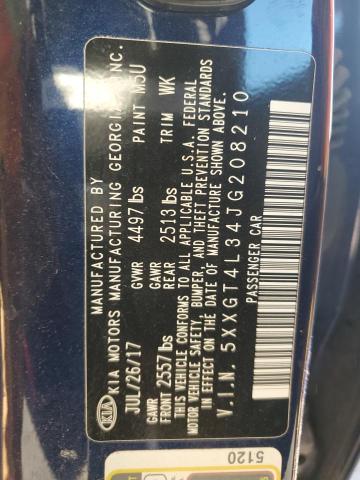 MANUFACTURED BY
KIA KIA MOTORS MANUFACTURING GEORGIA, INC.
JUL/26/17 GVWR 4497 lbs PAINT M5U
GAWR FRONT 2557 lbs GAWR REAR 2513 lbs TRIM WK
THIS VEHICLE CONFORMS TO ALL APPLICABLE U.S.A. FEDERAL
MOTOR VEHICLE SAFETY, BUMPER, AND THEFT PREVENTION STANDARDS
IN EFFECT ON THE DATE OF MANUFACTURE SHOWN ABOVE.
V.I.N. 5XXGT4L34JG208210
PASSENGER CAR
5120